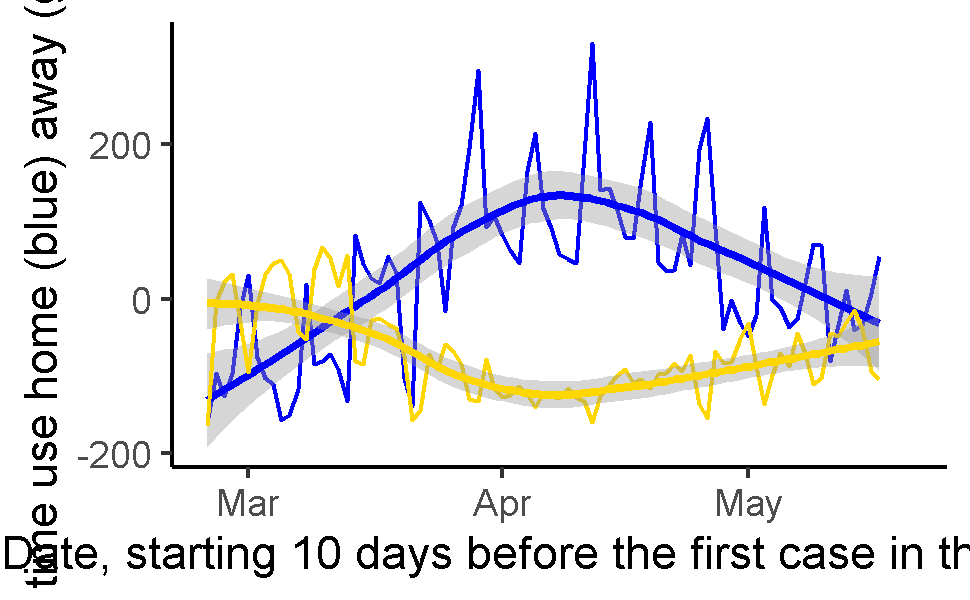 time use home (blue) away (
200
0
-200
Mar Apr May
Date, starting 10 days before the first case in th